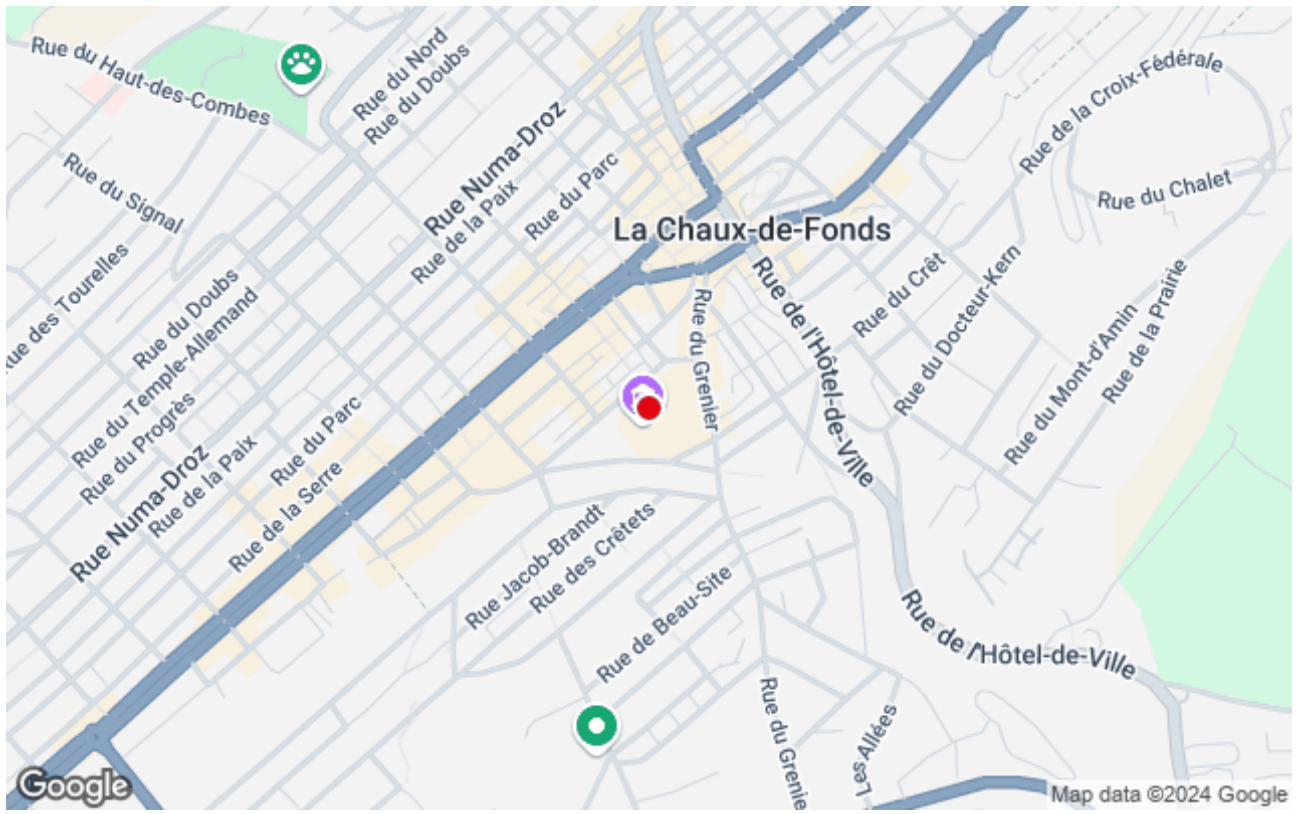 Rue du Haut-des-Combes
Rue du Nord
Rue du Doubs
Rue Numa-Droz
Rue de la Paix
Rue du Parc
Rue de la Croix-Fédérale
Rue du Chalet
Rue du Signal
La Chaux-de-Fonds
Rue des Tourelles
Rue du Doubs
Rue du Temple-Allemand
Rue du Progrès
Rue Numa-Droz
Rue de la Paix
Rue du Parc
Rue de la Serre
Rue du Grenier
Rue de l'Hôtel-de-Ville
Rue du Crêt
Rue du Docteur-Kern
Rue du Mont-d'Amin
Rue de la Prairie
Rue Jacob-Brandt
Rue des Crêtets
Rue de Beau-Site
Rue de l'Hôtel-de-Ville
Rue du Grenier
Les Allées
Google
Map data ©2024 Google